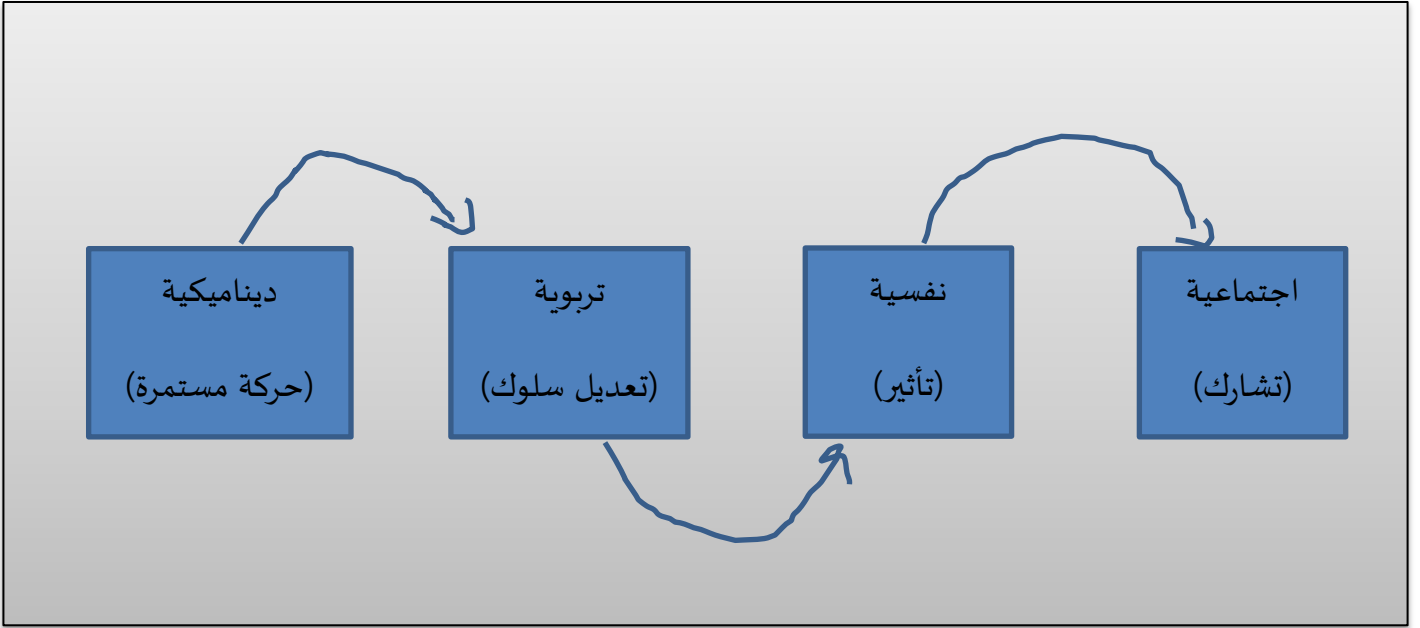 اجتماعية
(تشارك)
نفسية
(تأثير)
تربوية
(تعديل سلوك)
ديناميكية
(حركة مستمرة)